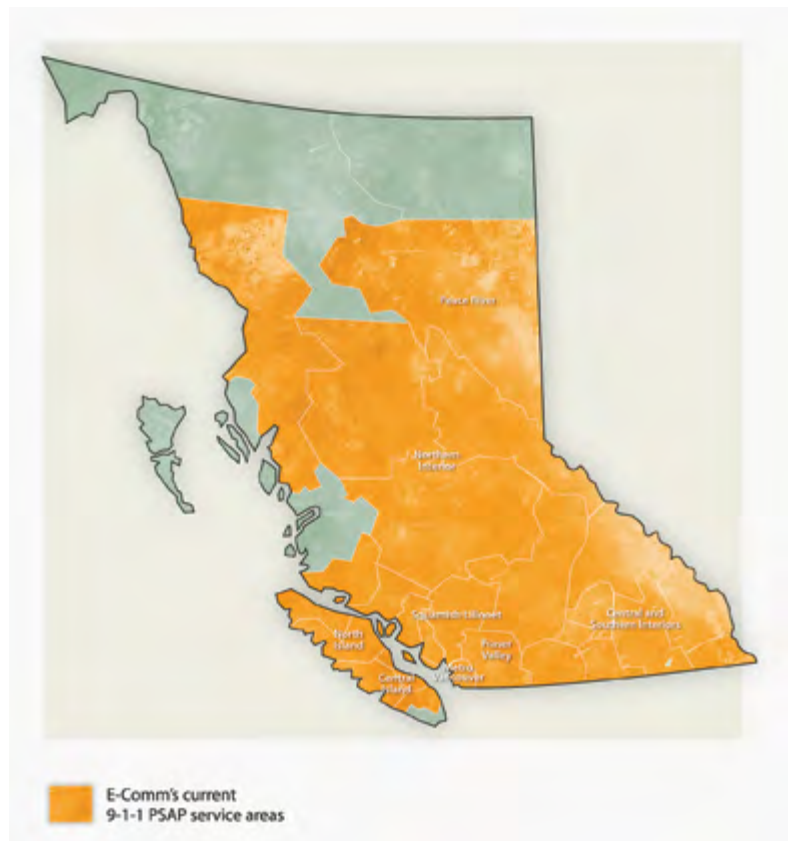 Peace River
Northern
Interior
Squamish-Lillooet
Central and
Southern Interiors
North
Island
Fraser
Valley
Metro
Vancouver
Central
Island
E-Comm's current
9-1-1 PSAP service areas